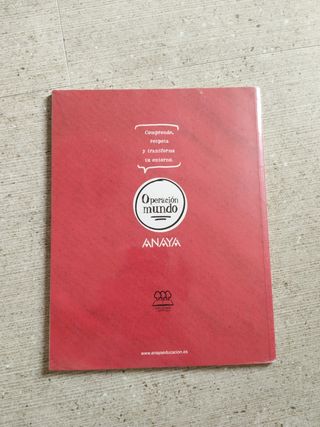 Comprende,
respeta
y transforma
tu entorno.
Operación
mundo
ANAYA
www.anayaeducacion.es